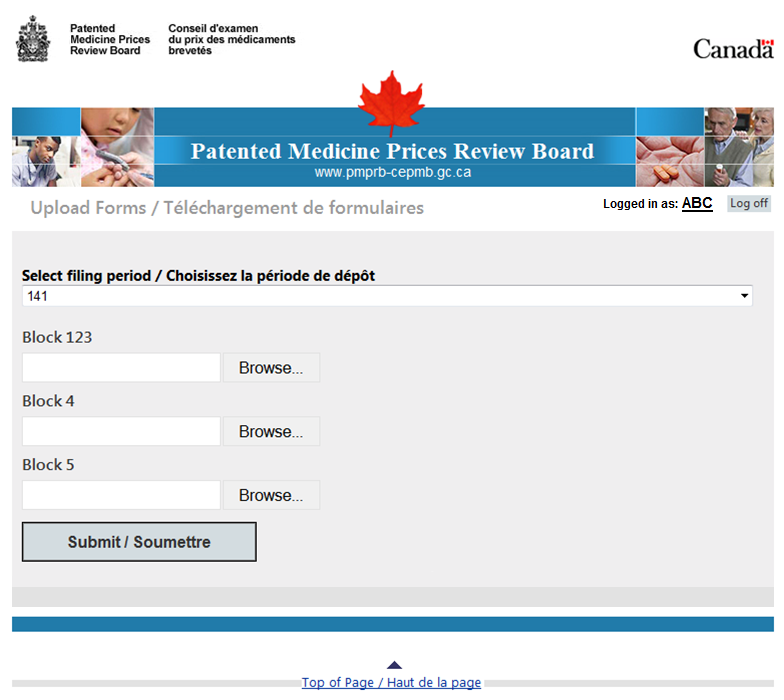 Patented
Medicine Prices
Review Board
Conseil d'examen
du prix des médicaments
brevetés
Canada
Patented Medicine Prices Review Board
www.pmprb-cepmb.gc.ca
Upload Forms / Téléchargement de formulaires
Logged in as: ABC
Log off
Select filing period / Choisissez la période de dépôt
141
Block 123
Browse...
Block 4
Browse...
Block 5
Browse...
Submit / Soumettre
Top of Page / Haut de la page